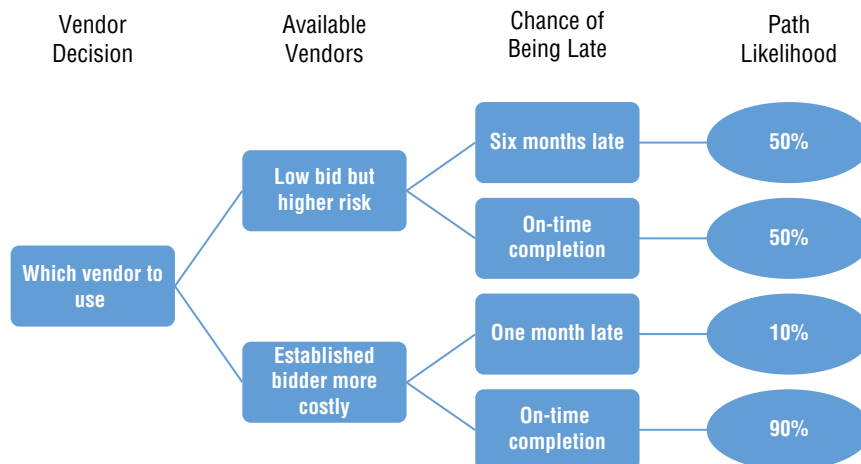 Vendor
Decision
Available
Vendors
Chance of
Being Late
Path
Likelihood
Which vendor to
use
Low bid but
higher risk
Established
bidder more
costly
Six months late
50%
On-time
completion
50%
One month late
10%
On-time
completion
90%